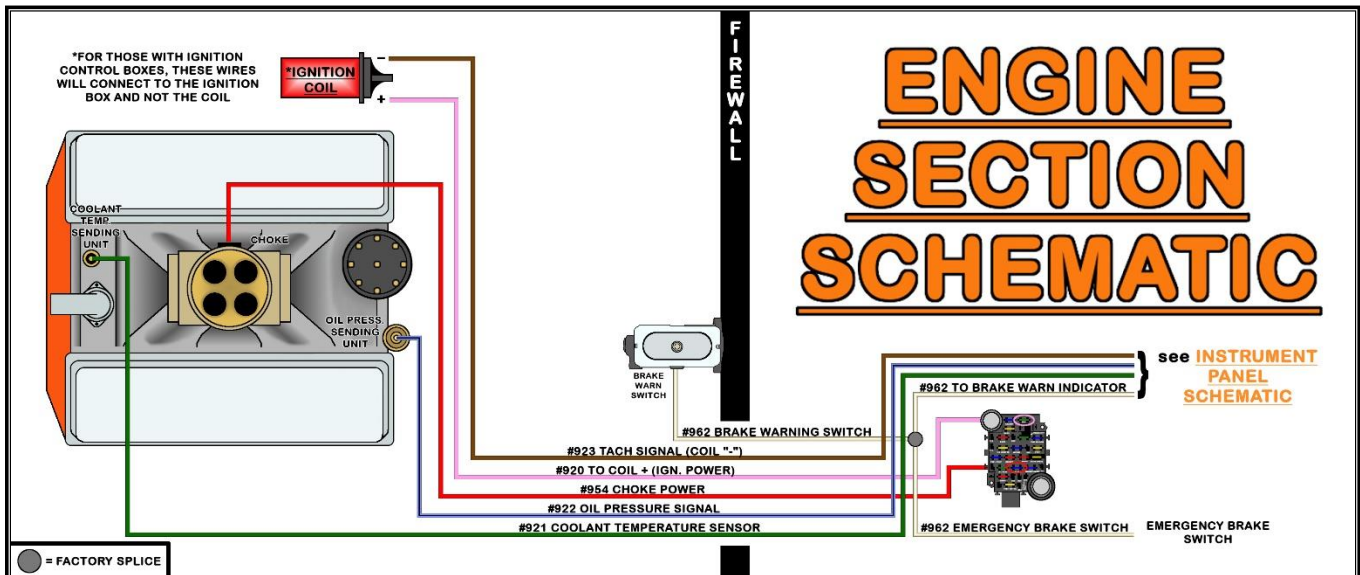 *FOR THOSE WITH IGNITION
CONTROL BOXES, THESE WIRES
WILL CONNECT TO THE IGNITION
BOX AND NOT THE COIL
*IGNITION
COIL
–
+
FIREWALL
ENGINE
SECTION
SCHEMATIC
COOLANT
TEMP
SENDING
UNIT
CHOKE
OIL PRESS.
SENDING
UNIT
BRAKE
WARN
SWITCH
see INSTRUMENT
PANEL
SCHEMATIC
#962 TO BRAKE WARN INDICATOR
#962 BRAKE WARNING SWITCH
#923 TACH SIGNAL (COIL "-")
#920 TO COIL + (IGN. POWER)
#954 CHOKE POWER
#922 OIL PRESSURE SIGNAL
#921 COOLANT TEMPERATURE SENSOR
#962 EMERGENCY BRAKE SWITCH
EMERGENCY BRAKE
SWITCH
= FACTORY SPLICE